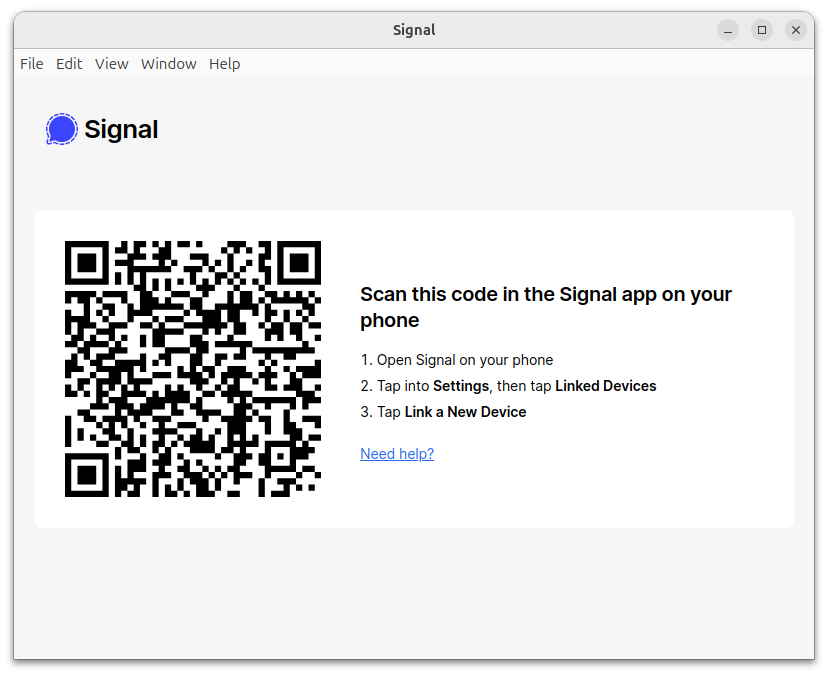 Signal
File Edit View Window Help
Signal
Scan this code in the Signal app on your
phone
1. Open Signal on your phone
2. Tap into Settings, then tap Linked Devices
3. Tap Link a New Device
Need help?